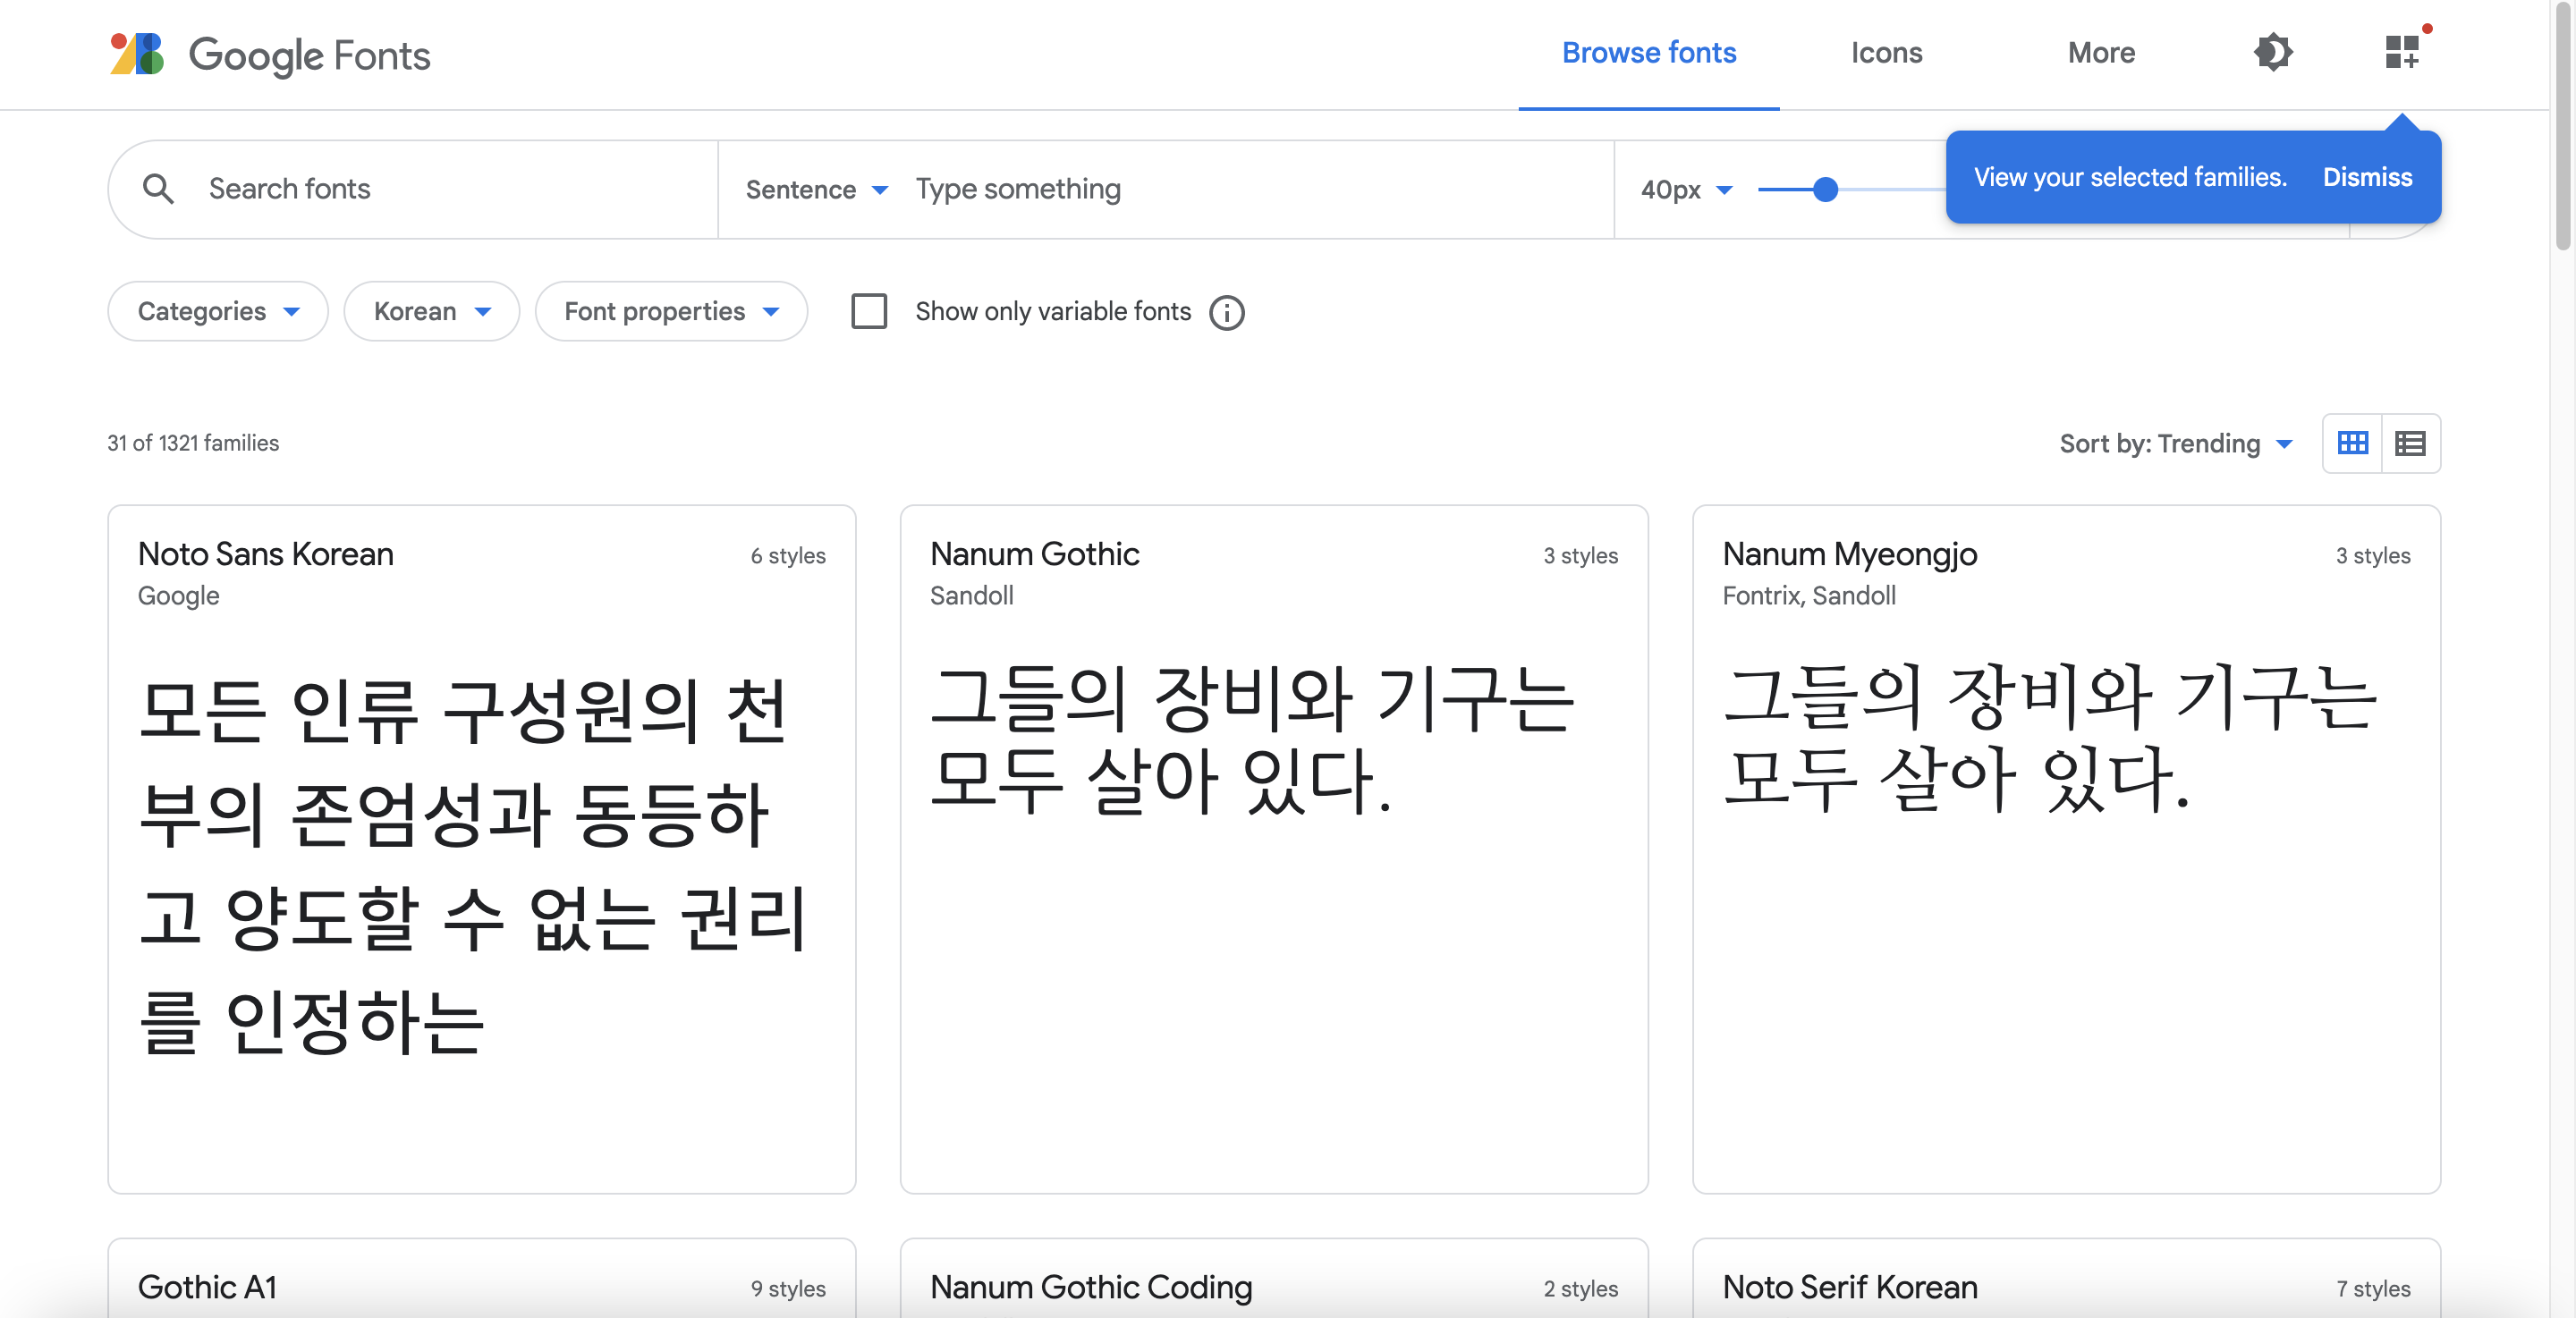 Google Fonts
Browse fonts
Icons
More
View your selected families. Dismiss
Search fonts
Sentence
Type something
40px
Categories
Korean
Font properties
Show only variable fonts
31 of 1321 families
Sort by: Trending
Noto Sans Korean
6 styles
Google
모든 인류 구성원의 천
부의 존엄성과 동등하
고 양도할 수 없는 권리
를 인정하는
Nanum Gothic
3 styles
Sandoll
그들의 장비와 기구는
모두 살아 있다.
Nanum Myeongjo
3 styles
Fontrix, Sandoll
그들의 장비와 기구는
모두 살아 있다.
Gothic A1
9 styles
Nanum Gothic Coding
2 styles
Noto Serif Korean
7 styles